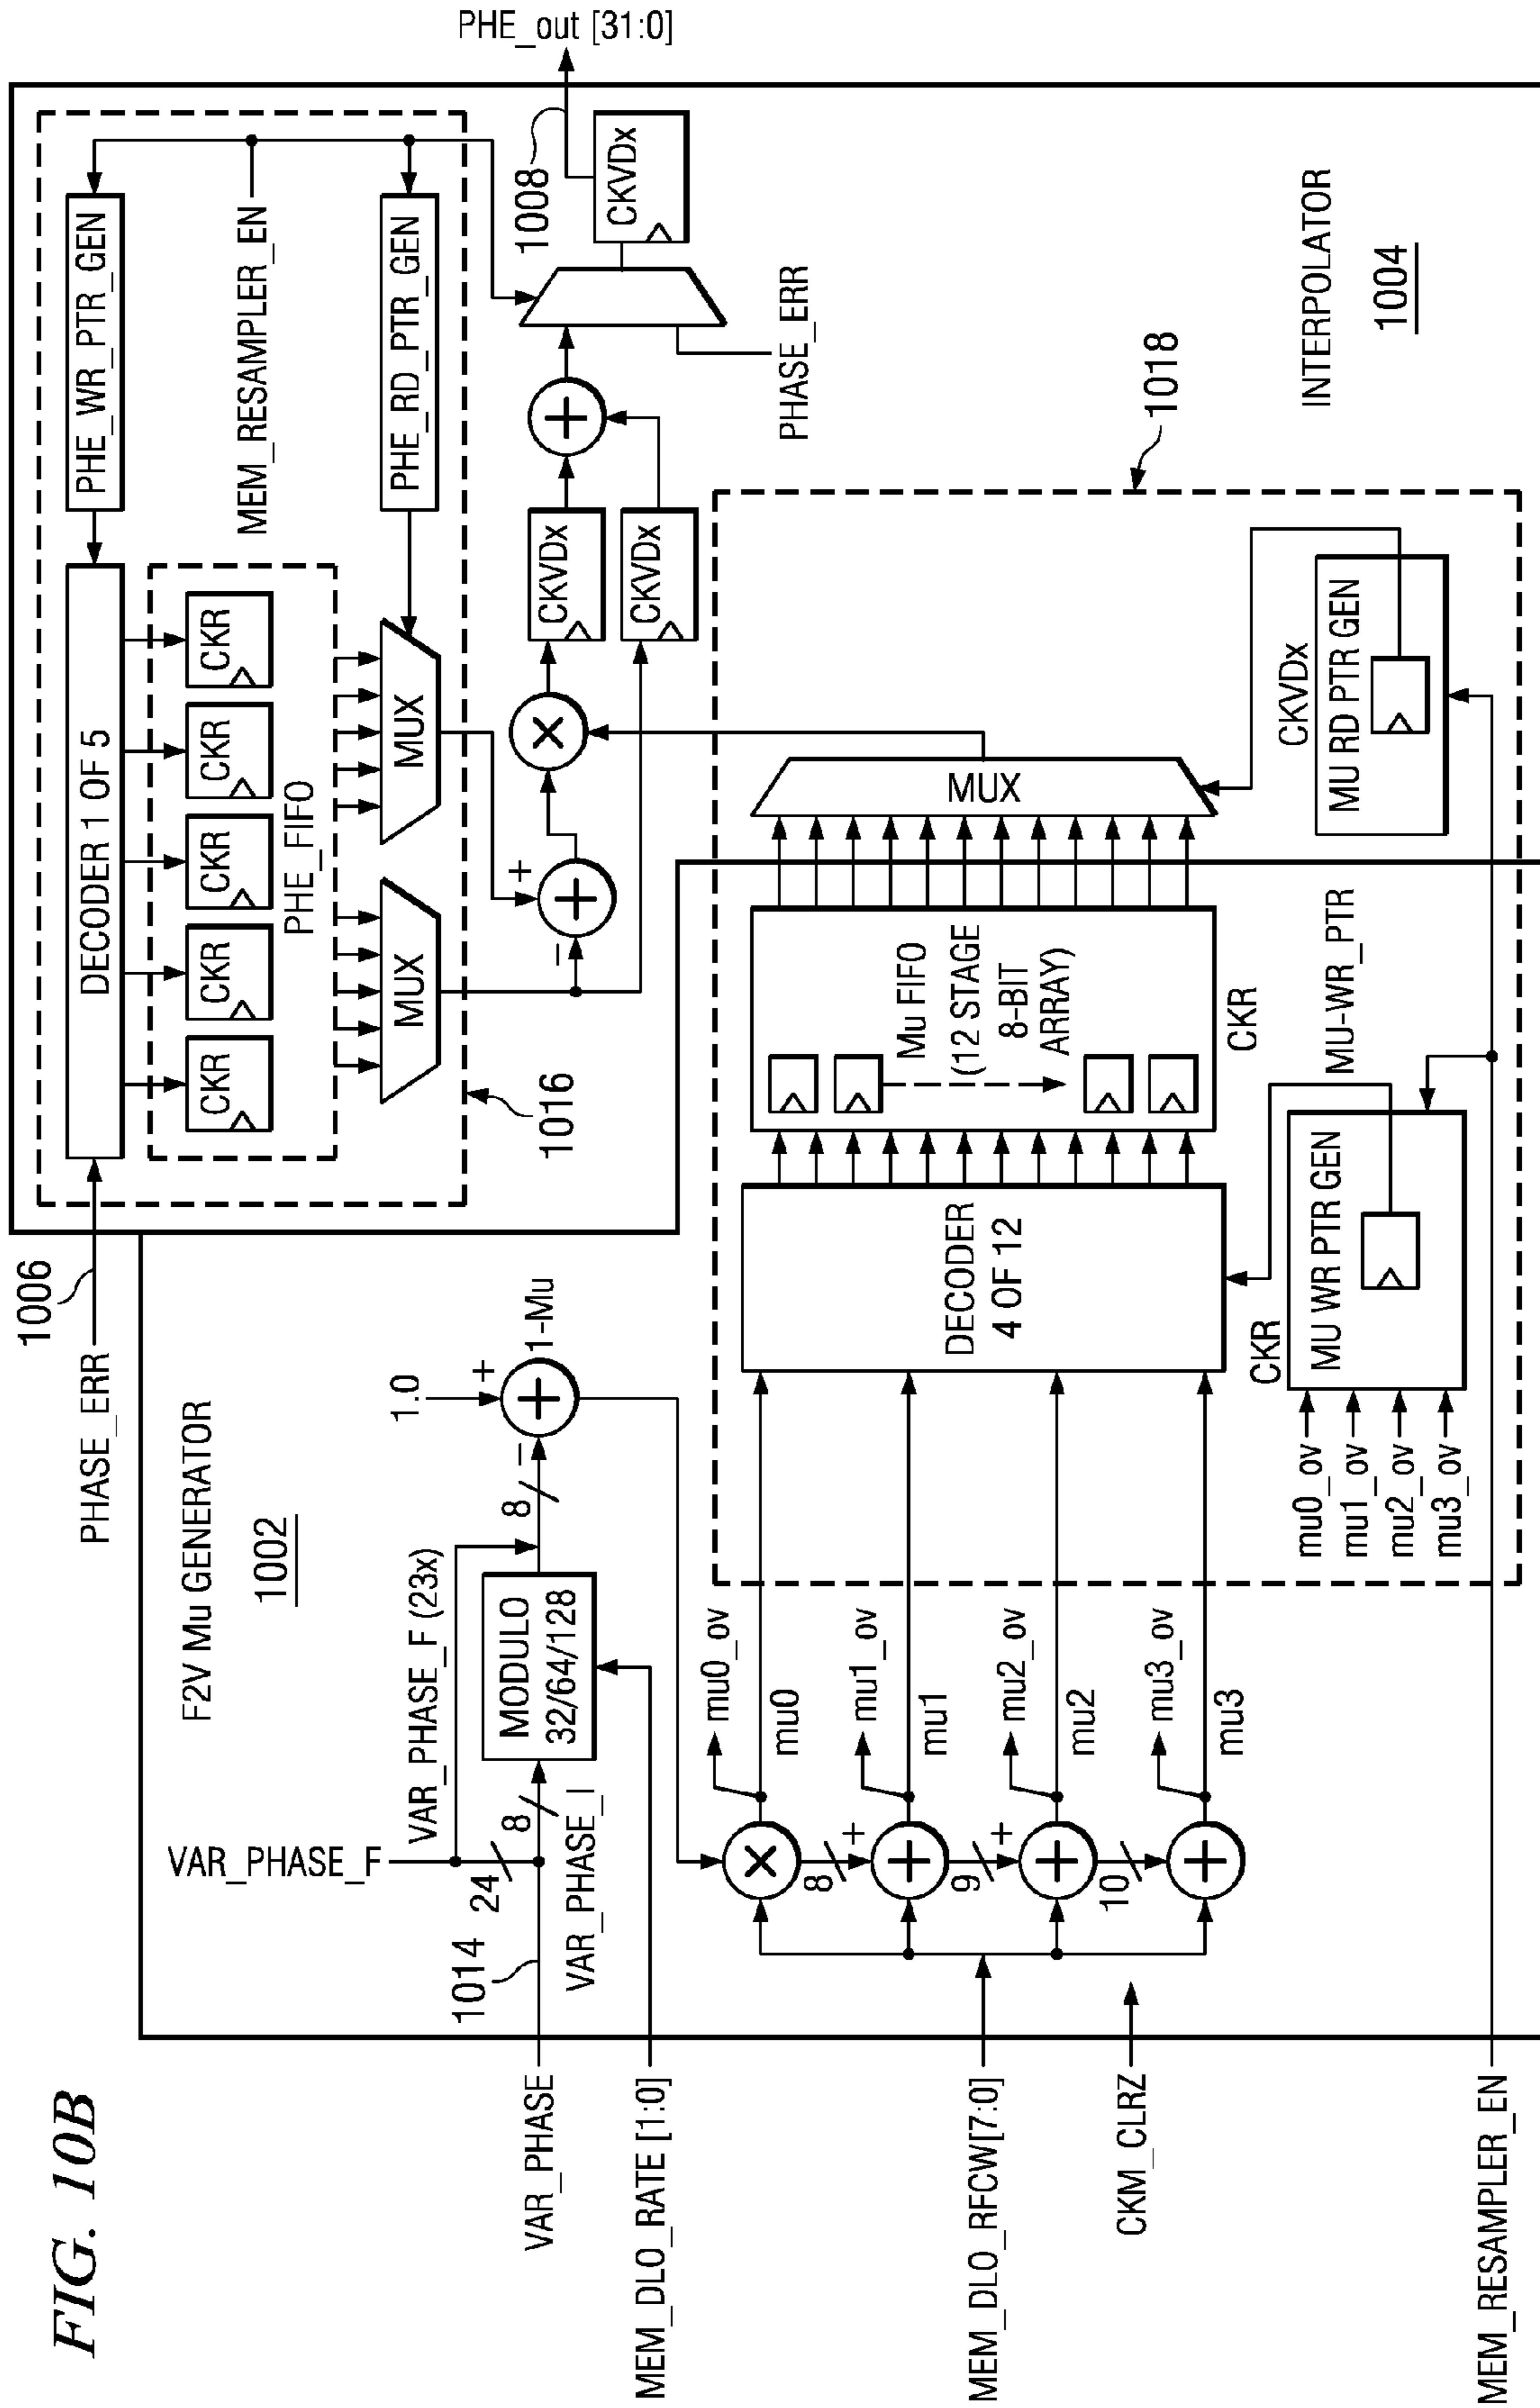 FIG. 10B
PHASE_ERR
1006
DECODER 1 OF 5
PHE_WR_PTR_GEN
CKR
CKR
CKR
CKR
CKR
PHE_FIFO
MEM_RESAMPLER_EN
MUX
MUX
PHE_RD_PTR_GEN
1016
PHE_out [31:0]
1008
CKVDx
CKVDx
CKVDx
PHASE_ERR
+
−
+
+
×
INTERPOLATOR
1004
F2V Mu GENERATOR
1002
VAR_PHASE_F
VAR_PHASE_F (23x)
24
1014
VAR_PHASE
VAR_PHASE_I
8
MODULO
32/64/128
8
−
1.0
+
+
1-Mu
MEM_DLO_RATE [1:0]
MEM_DLO_RFCW[7:0]
CKM_CLRZ
MEM_RESAMPLER_EN
×
8
+
+
9
+
+
10
+
mu0_ov
mu0
mu1_ov
mu1
mu2_ov
mu2
mu3_ov
mu3
DECODER
4 OF 12
Mu FIFO
(12 STAGE
8-BIT
ARRAY)
CKR
MUX
1018
mu0_ov
mu1_ov
mu2_ov
mu3_ov
CKR
MU WR PTR GEN
MU-WR_PTR
CKVDx
MU RD PTR GEN